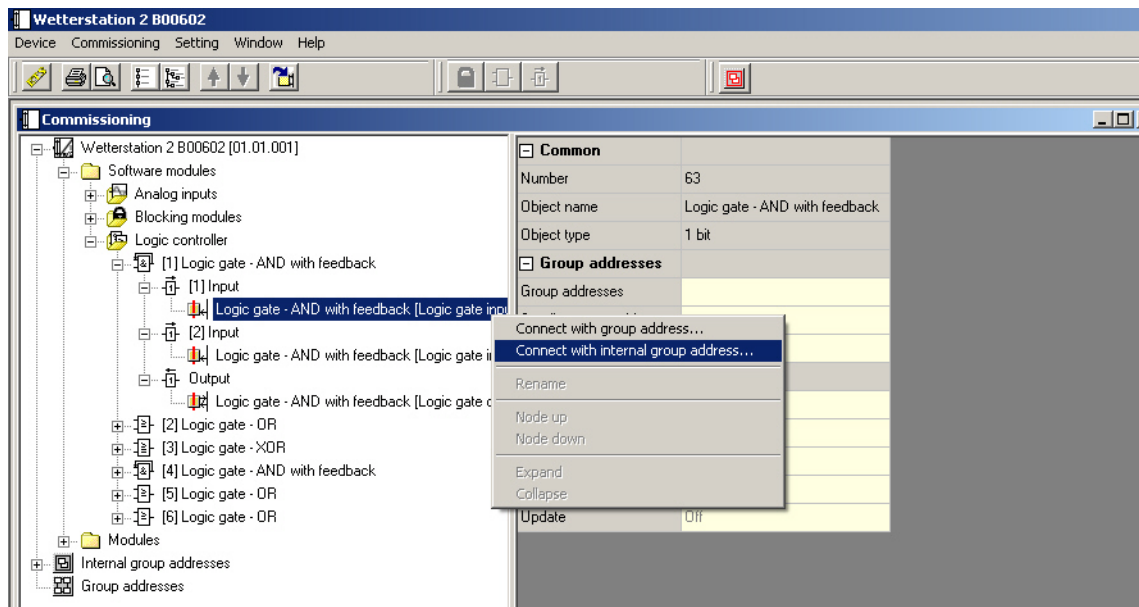 Wetterstation 2 B00602
Device Commissioning Setting Window Help
Commissioning
Wetterstation 2 B00602 [01.01.001]
Software modules
Analog inputs
Blocking modules
Logic controller
[1] Logic gate - AND with feedback
[1] Input
Logic gate - AND with feedback [Logic gate inpu
[2] Input
Logic gate - AND with feedback [Logic gate i
Output
Logic gate - AND with feedback [Logic gate
[2] Logic gate - OR
[3] Logic gate - XOR
[4] Logic gate - AND with feedback
[5] Logic gate - OR
[6] Logic gate - OR
Modules
Internal group addresses
Group addresses
Common
Number 63
Object name Logic gate - AND with feedback
Object type 1 bit
Group addresses
Group addresses
Connect with group address...
Connect with internal group address...
Rename
Node up
Node down
Expand
Collapse
Update Off